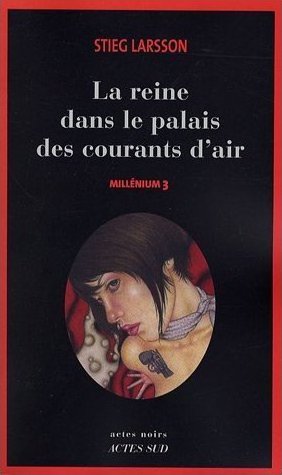 STIEG LARSSON
La reine
dans le palais
des courants d'air
MILLÉNIUM 3
actes noirs
ACTES SUD